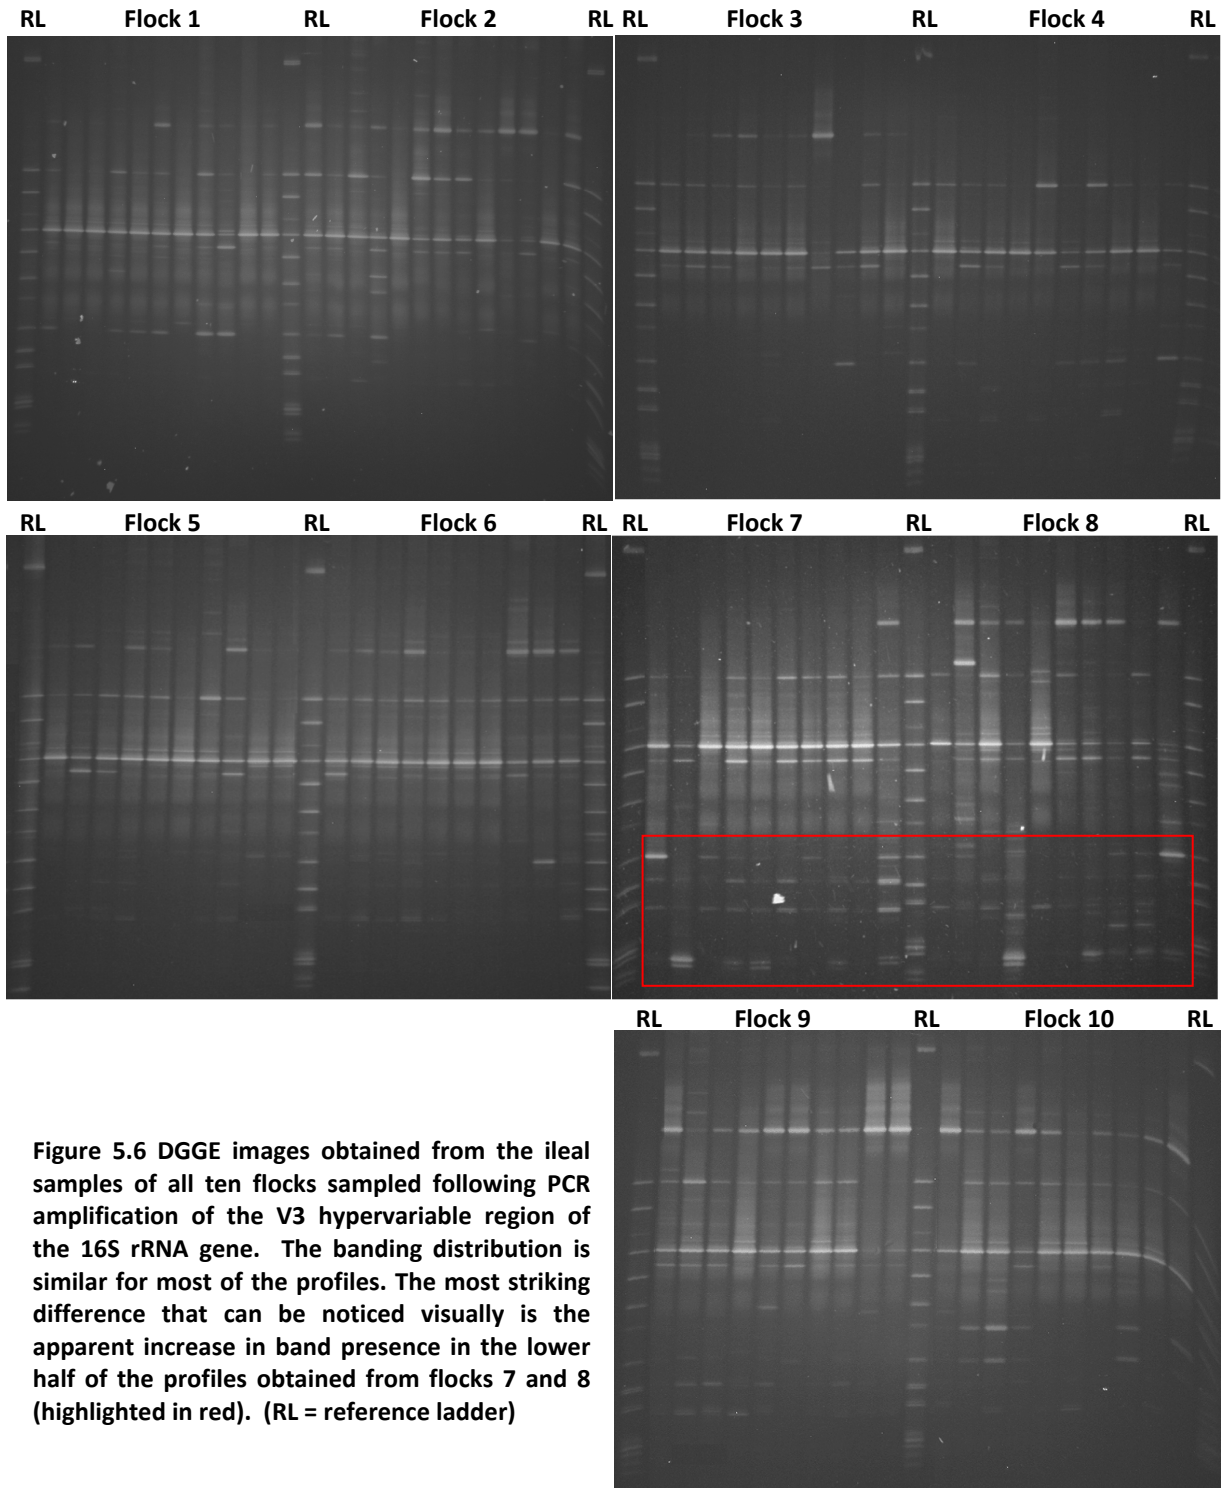 RL Flock 1 RL Flock 2 RL RL Flock 3 RL Flock 4 RL
RL Flock 5 RL Flock 6 RL RL Flock 7 RL Flock 8 RL
RL Flock 9 RL Flock 10 RL
Figure 5.6 DGGE images obtained from the ileal
samples of all ten flocks sampled following PCR
amplification of the V3 hypervariable region of
the 16S rRNA gene. The banding distribution is
similar for most of the profiles. The most striking
difference that can be noticed visually is the
apparent increase in band presence in the lower
half of the profiles obtained from flocks 7 and 8
(highlighted in red). (RL = reference ladder)